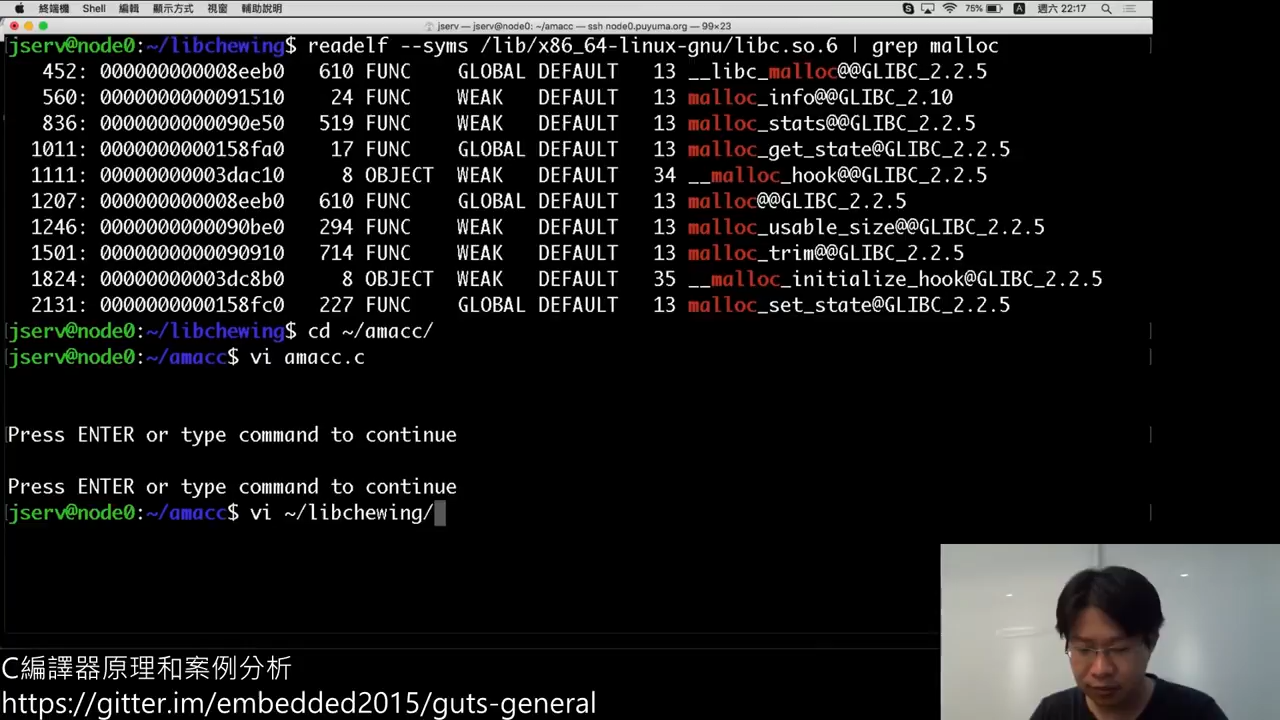 終端機 Shell 編輯 顯示方式 視窗 輔助說明 75% A 週六 22:17
jserv — jserv@node0: ~/amacc — ssh node0.puyuma.org — 99×23
jserv@node0:~/libchewing$ readelf --syms /lib/x86_64-linux-gnu/libc.so.6 | grep malloc
452: 000000000008eeb0 610 FUNC GLOBAL DEFAULT 13 __libc_malloc@@GLIBC_2.2.5
560: 0000000000091510 24 FUNC WEAK DEFAULT 13 malloc_info@@GLIBC_2.10
836: 0000000000090e50 519 FUNC WEAK DEFAULT 13 malloc_stats@@GLIBC_2.2.5
1011: 0000000000158fa0 17 FUNC GLOBAL DEFAULT 13 malloc_get_state@GLIBC_2.2.5
1111: 00000000003dac10 8 OBJECT WEAK DEFAULT 34 __malloc_hook@@GLIBC_2.2.5
1207: 000000000008eeb0 610 FUNC GLOBAL DEFAULT 13 malloc@@GLIBC_2.2.5
1246: 0000000000090be0 294 FUNC WEAK DEFAULT 13 malloc_usable_size@@GLIBC_2.2.5
1501: 0000000000090910 714 FUNC WEAK DEFAULT 13 malloc_trim@@GLIBC_2.2.5
1824: 00000000003dc8b0 8 OBJECT WEAK DEFAULT 35 __malloc_initialize_hook@GLIBC_2.2.5
2131: 0000000000158fc0 227 FUNC GLOBAL DEFAULT 13 malloc_set_state@GLIBC_2.2.5
jserv@node0:~/libchewing$ cd ~/amacc/
jserv@node0:~/amacc$ vi amacc.c
Press ENTER or type command to continue
Press ENTER or type command to continue
jserv@node0:~/amacc$ vi ~/libchewing/
C編譯器原理和案例分析
https://gitter.im/embedded2015/guts-general